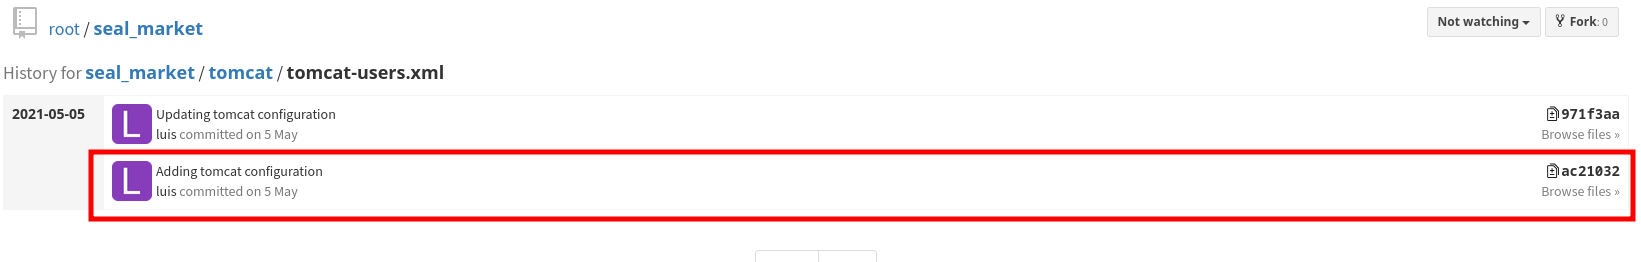 root / seal_market
Not watching
Fork: 0
History for seal_market / tomcat / tomcat-users.xml
2021-05-05
L
Updating tomcat configuration
971f3aa
luis committed on 5 May
Browse files »
L
Adding tomcat configuration
ac21032
luis committed on 5 May
Browse files »